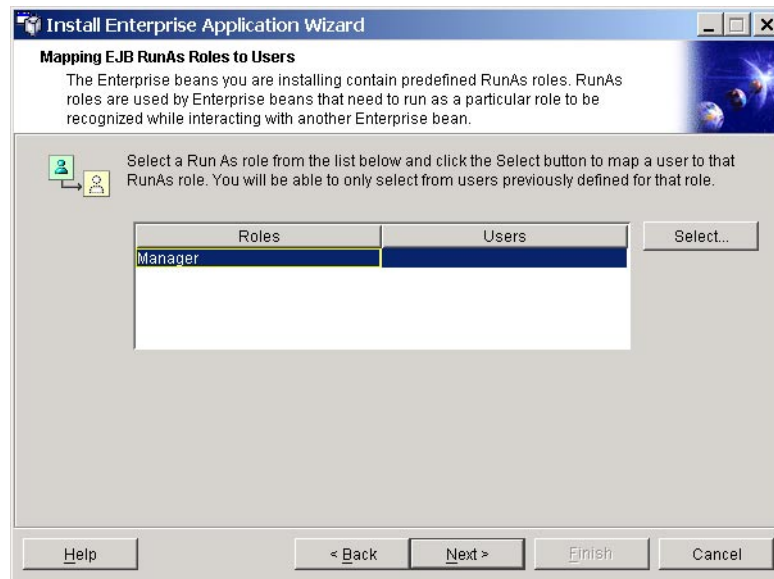 Install Enterprise Application Wizard
Mapping EJB RunAs Roles to Users
The Enterprise beans you are installing contain predefined RunAs roles. RunAs
roles are used by Enterprise beans that need to run as a particular role to be
recognized while interacting with another Enterprise bean.
Select a Run As role from the list below and click the Select button to map a user to that
RunAs role. You will be able to only select from users previously defined for that role.
Roles Users Select...
Manager
Help < Back Next > Finish Cancel